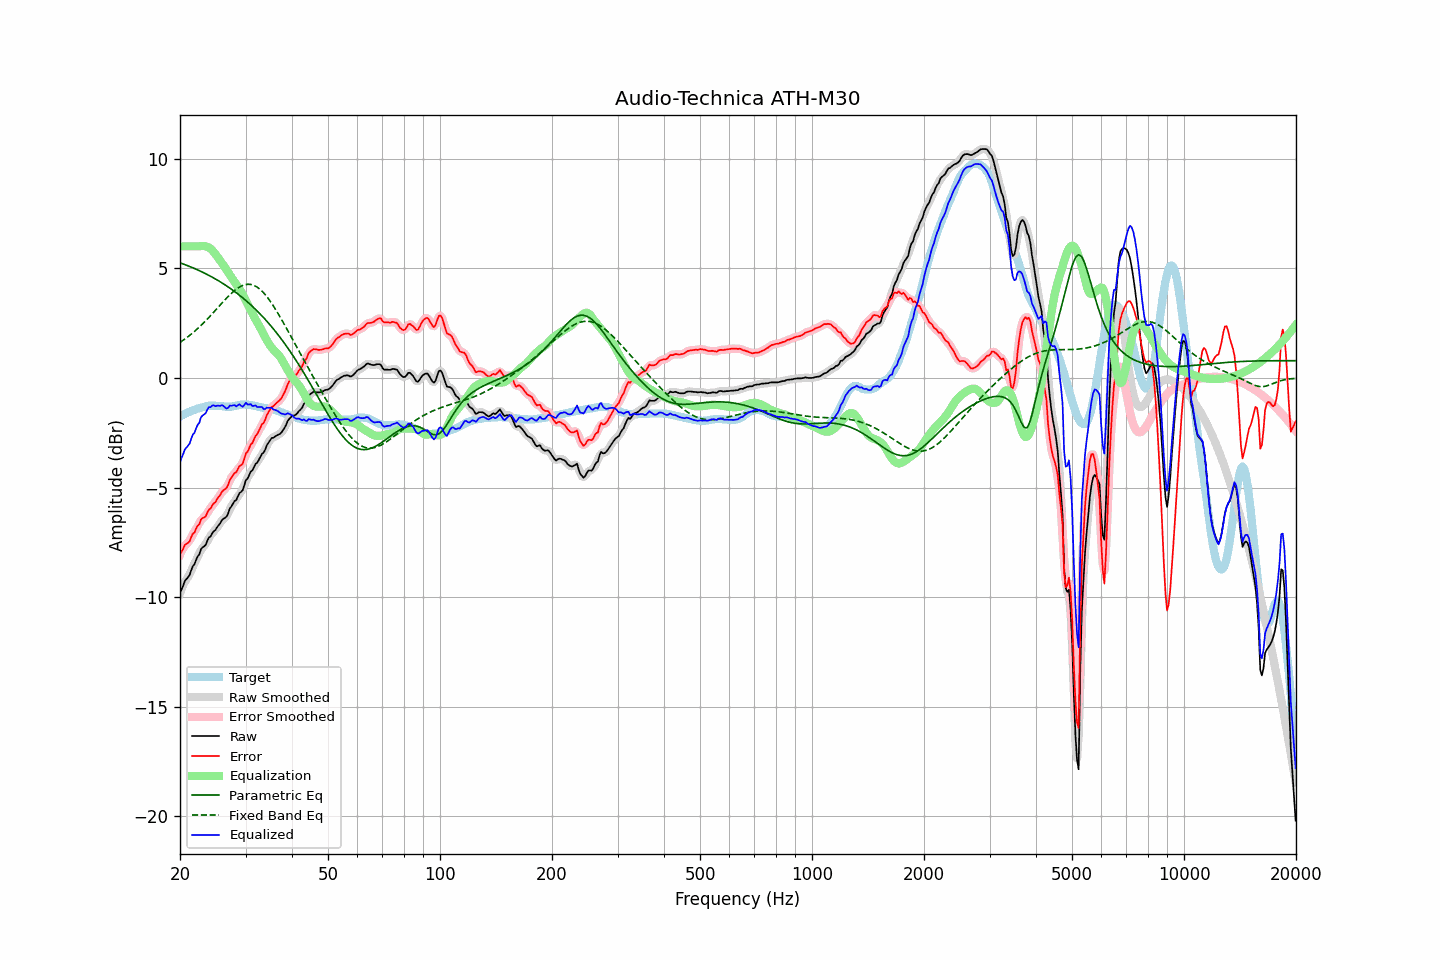 Audio-Technica ATH-M30
Amplitude (dBr)
10
5
0
−5
−10
−15
−20
Target
Raw Smoothed
Error Smoothed
Raw
Error
Equalization
Parametric Eq
Fixed Band Eq
Equalized
20 50 100 200 500 1000 2000 5000 10000 20000
Frequency (Hz)